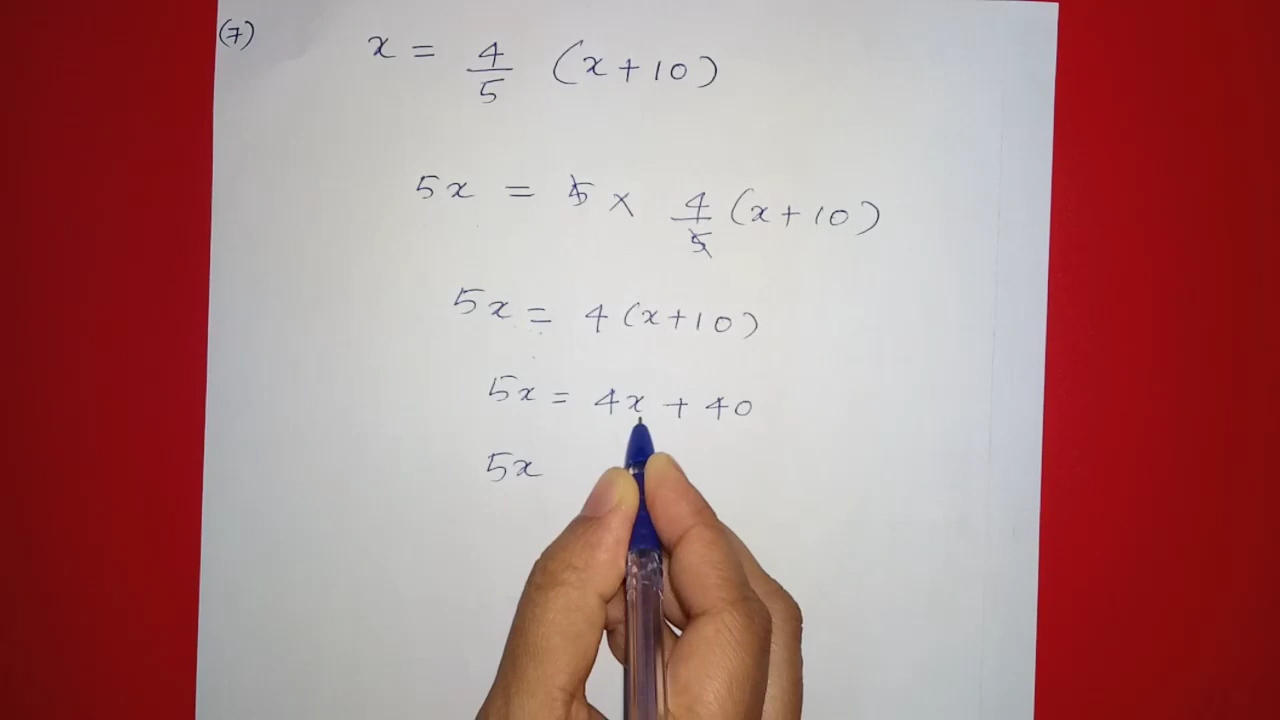 (7) x = 4/5 (x+10)
5x = 5 × 4/5 (x+10)
5x = 4(x+10)
5x = 4x + 40
5x